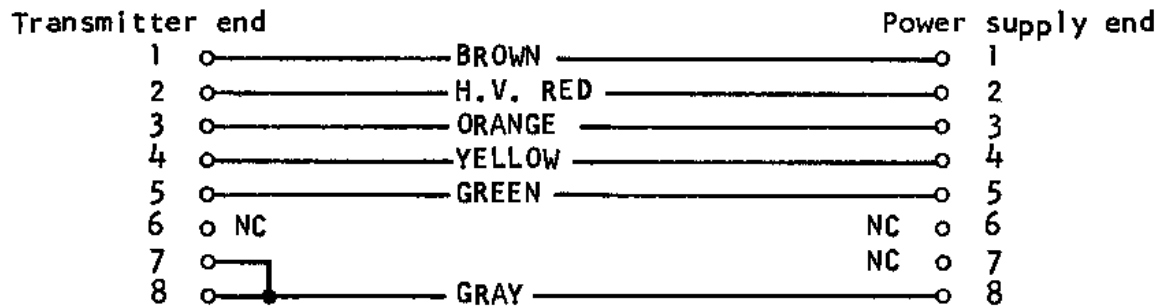 Transmitter end Power supply end
1 BROWN 1
2 H.V. RED 2
3 ORANGE 3
4 YELLOW 4
5 GREEN 5
6 NC NC 6
7 NC 7
8 GRAY 8